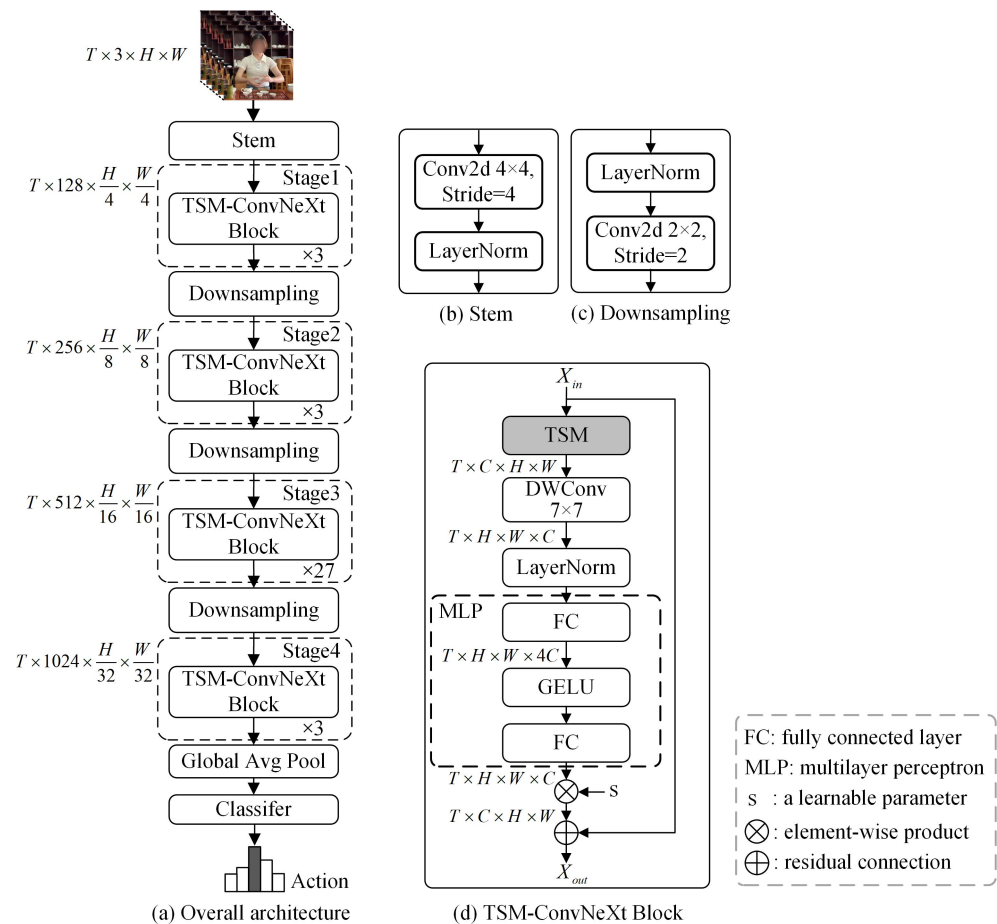 T × 3 × H × W
Stem
T × 128 × H/4 × W/4
Stage1
TSM-ConvNeXt
Block
×3
Downsampling
T × 256 × H/8 × W/8
Stage2
TSM-ConvNeXt
Block
×3
Downsampling
T × 512 × H/16 × W/16
Stage3
TSM-ConvNeXt
Block
×27
Downsampling
T × 1024 × H/32 × W/32
Stage4
TSM-ConvNeXt
Block
×3
Global Avg Pool
Classifer
Action
(a) Overall architecture
Conv2d 4×4,
Stride=4
LayerNorm
(b) Stem
LayerNorm
Conv2d 2×2,
Stride=2
(c) Downsampling
X_in
TSM
T × C × H × W
DWConv
7×7
T × H × W × C
LayerNorm
MLP
FC
T × H × W × 4C
GELU
FC
T × H × W × C
⊗ s
T × C × H × W
⊕
X_out
(d) TSM-ConvNeXt Block
FC: fully connected layer
MLP: multilayer perceptron
s : a learnable parameter
⊗ : element-wise product
⊕ : residual connection